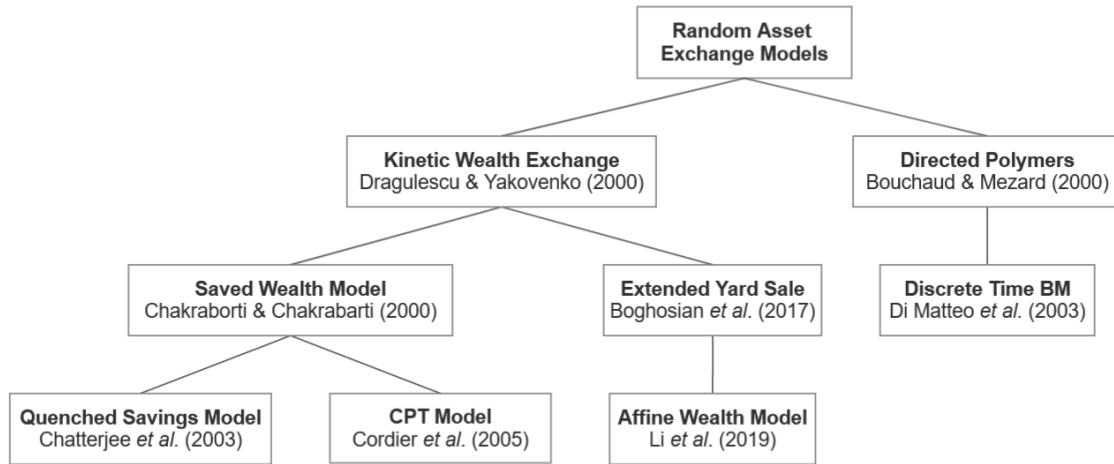 Random Asset
Exchange Models
Kinetic Wealth Exchange
Dragulescu & Yakovenko (2000)
Directed Polymers
Bouchaud & Mezard (2000)
Saved Wealth Model
Chakraborti & Chakrabarti (2000)
Extended Yard Sale
Boghosian et al. (2017)
Discrete Time BM
Di Matteo et al. (2003)
Quenched Savings Model
Chatterjee et al. (2003)
CPT Model
Cordier et al. (2005)
Affine Wealth Model
Li et al. (2019)